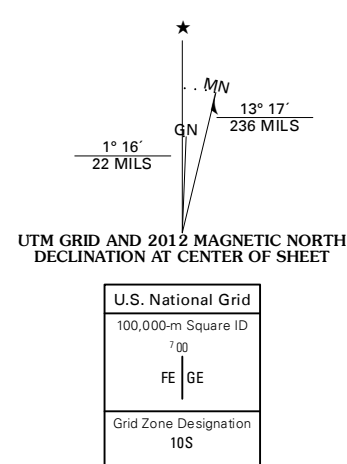 MN
13° 17´
236 MILS
GN
1° 16´
22 MILS
UTM GRID AND 2012 MAGNETIC NORTH
DECLINATION AT CENTER OF SHEET
U.S. National Grid
100,000-m Square ID
7 00
FE GE
Grid Zone Designation
10S